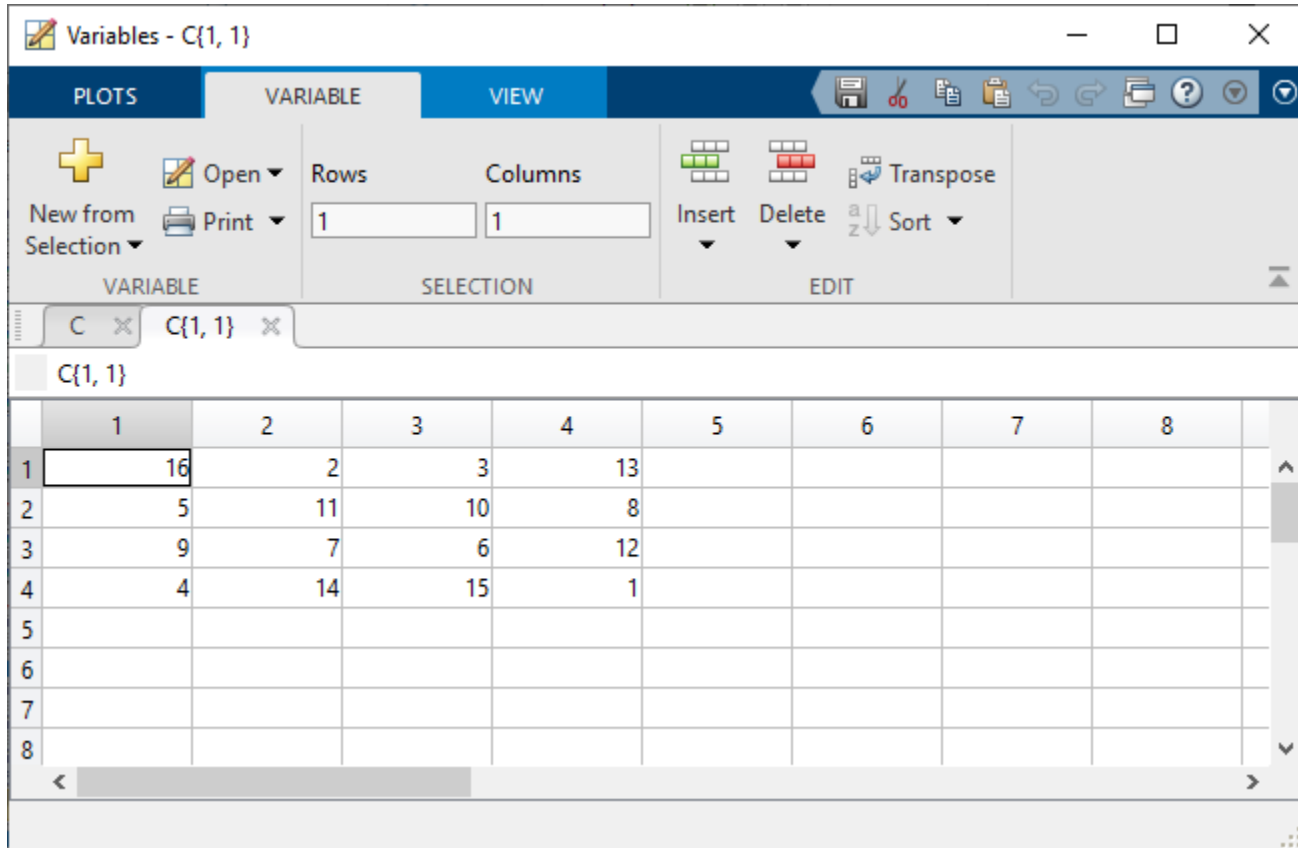 Variables - C{1, 1}
PLOTS VARIABLE VIEW
Open Rows Columns Transpose
New from Print 1 1 Insert Delete Sort
Selection
VARIABLE SELECTION EDIT
C C{1, 1}
C{1, 1}
1 2 3 4 5 6 7 8
1 16 2 3 13
2 5 11 10 8
3 9 7 6 12
4 4 14 15 1
5
6
7
8